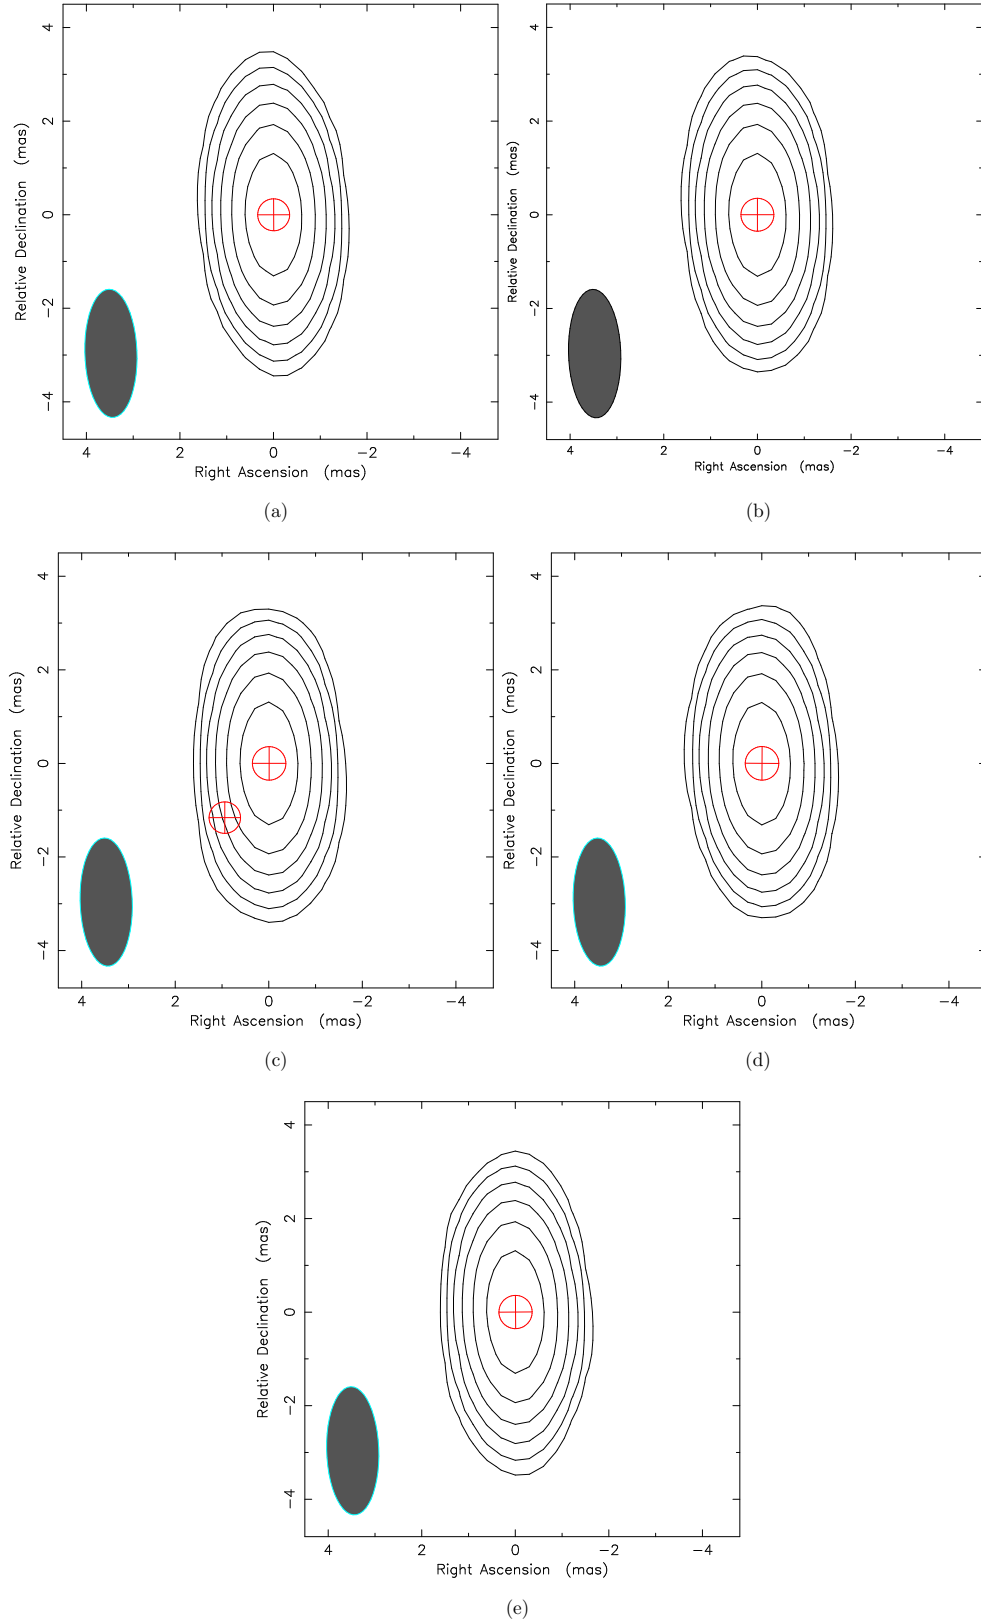 4
2
0
−2
−4
Relative Declination (mas)
4 2 0 −2 −4
Right Ascension (mas)
(a)
4
2
0
−2
−4
Relative Declination (mas)
4 2 0 −2 −4
Right Ascension (mas)
(b)
4
2
0
−2
−4
Relative Declination (mas)
4 2 0 −2 −4
Right Ascension (mas)
(c)
4
2
0
−2
−4
Relative Declination (mas)
4 2 0 −2 −4
Right Ascension (mas)
(d)
4
2
0
−2
−4
Relative Declination (mas)
4 2 0 −2 −4
Right Ascension (mas)
(e)